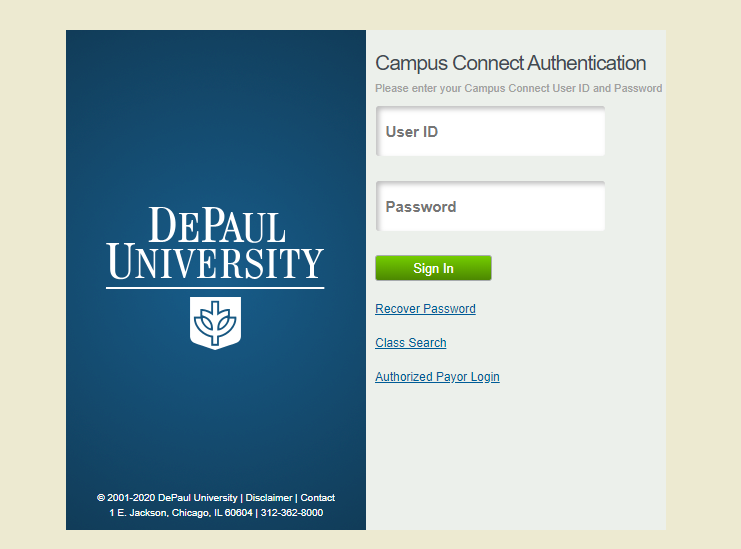 DEPAUL
UNIVERSITY
© 2001-2020 DePaul University | Disclaimer | Contact
1 E. Jackson, Chicago, IL 60604 | 312-362-8000
Campus Connect Authentication
Please enter your Campus Connect User ID and Password
User ID
Password
Sign In
Recover Password
Class Search
Authorized Payor Login